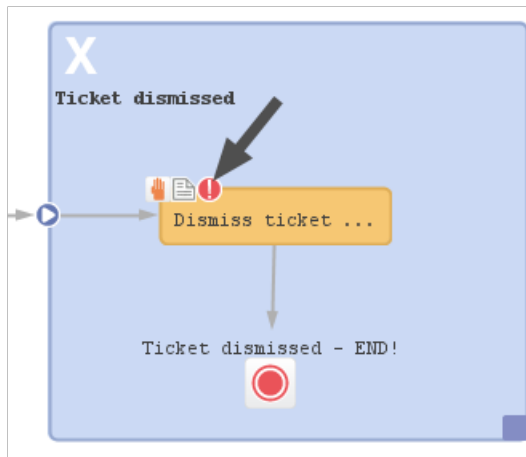 X
Ticket dismissed
Dismiss ticket ...
Ticket dismissed - END!